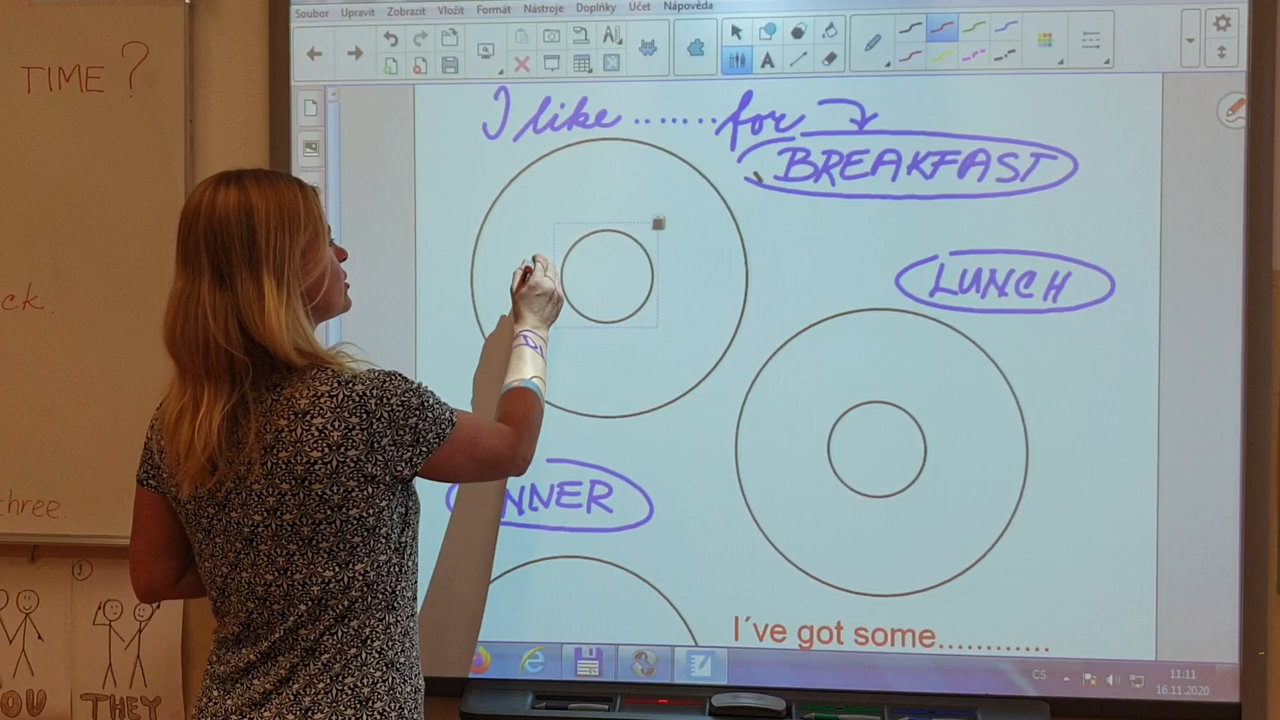 TIME?
ck.
three.
YOU
THEY
Soubor Upravit Zobrazit Vložit Formát Nástroje Doplňky Účet Nápověda
I like ....... for
BREAKFAST
LUNCH
NNER
I´ve got some............
CS
11:11
16.11.2020